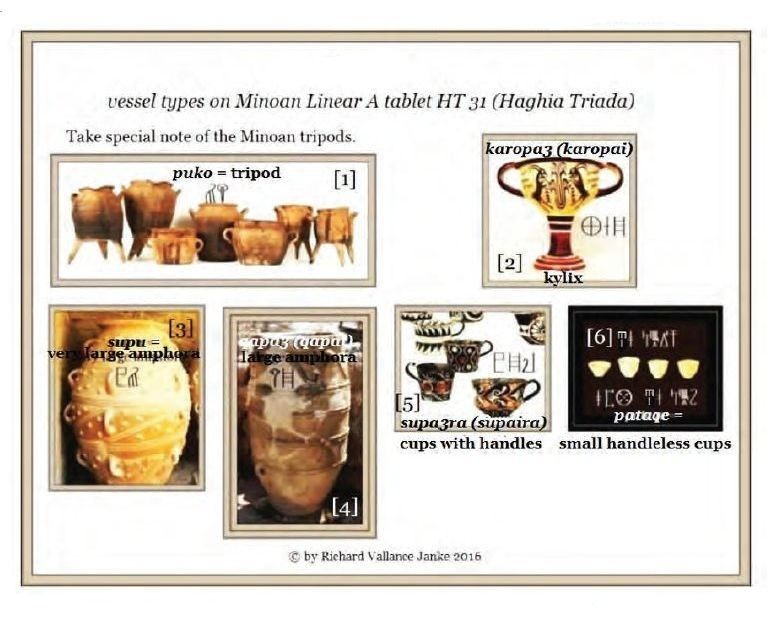 vessel types on Minoan Linear A tablet HT 31 (Haghia Triada)
Take special note of the Minoan tripods.
puko = tripod
[1]
karopa3 (karopai)
[2]
kylix
[3]
supu =
very large amphora
qapa3 (qapai)
large amphora
[4]
[5]
supa3ra (supaira)
cups with handles
[6]
pataqe =
small handleless cups
© by Richard Vallance Janke 2016